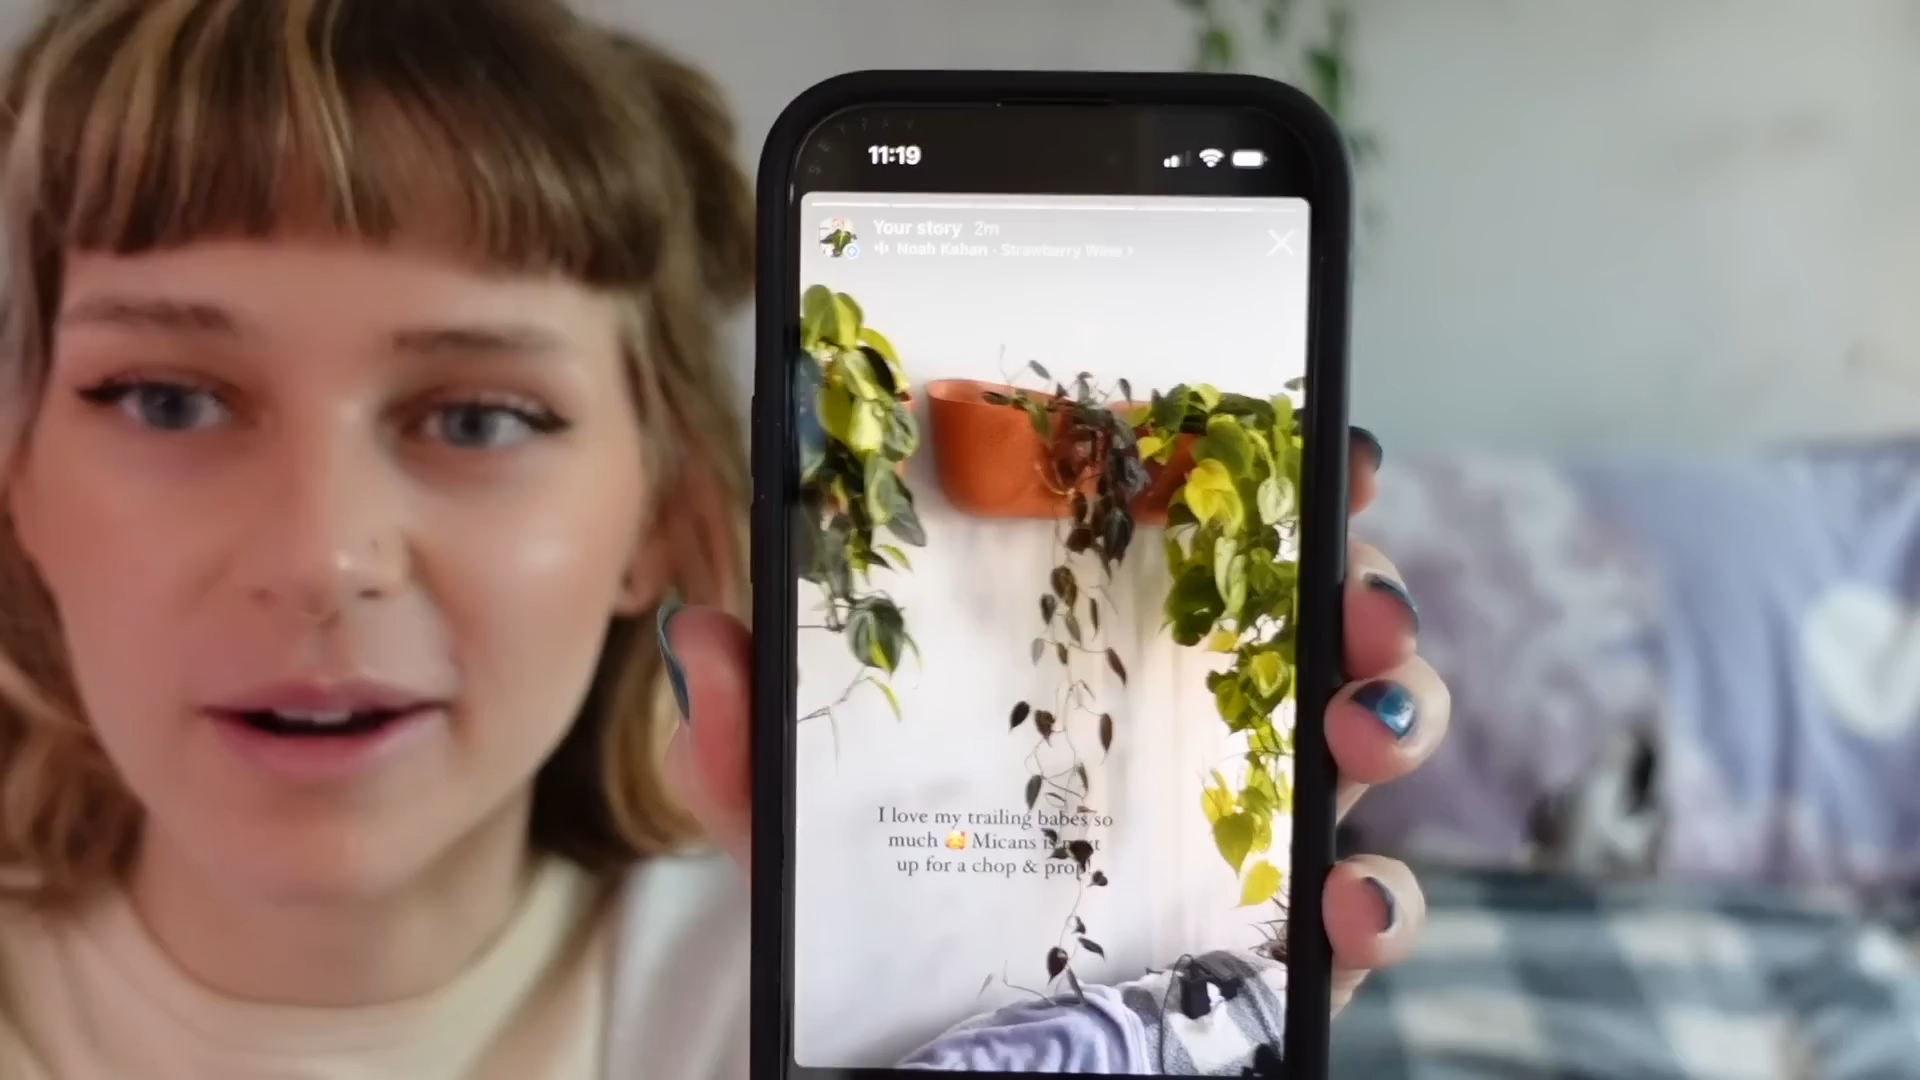 11:19
Your story 2m
Noah Kahan - Strawberry Wine
I love my trailing babes so
much 🥰 Micans is next
up for a chop & prop!